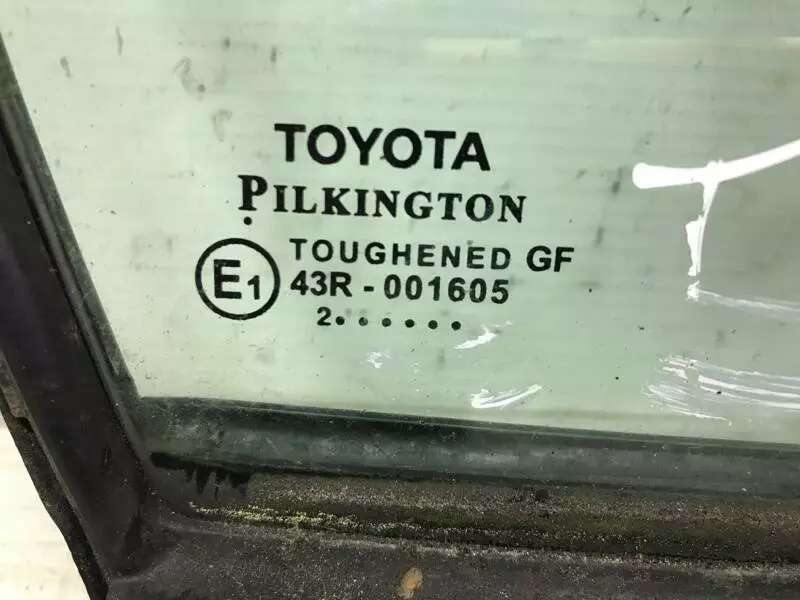 TOYOTA
PILKINGTON
E1
TOUGHENED GF
43R - 001605
2••••••